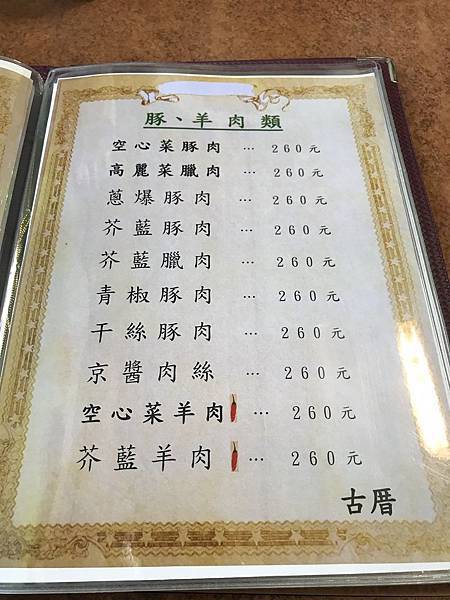 豚、羊肉類
空心菜豚肉 … 260元
高麗菜臘肉 … 260元
蔥爆豚肉 … 260元
芥藍豚肉 … 260元
芥藍臘肉 … 260元
青椒豚肉 … 260元
干絲豚肉 … 260元
京醬肉絲 … 260元
空心菜羊肉 … 260元
芥藍羊肉 … 260元
古厝